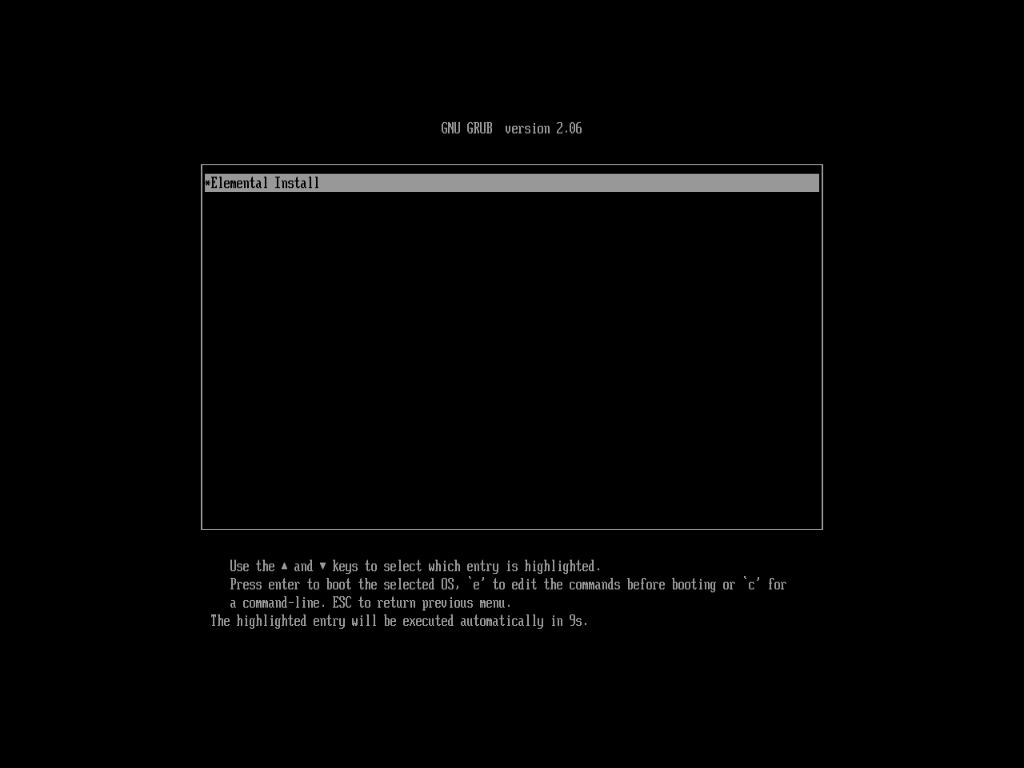 GNU GRUB  version 2.06
*Elemental Install
Use the ▲ and ▼ keys to select which entry is highlighted.
Press enter to boot the selected OS, `e' to edit the commands before booting or `c' for
a command-line. ESC to return previous menu.
The highlighted entry will be executed automatically in 9s.